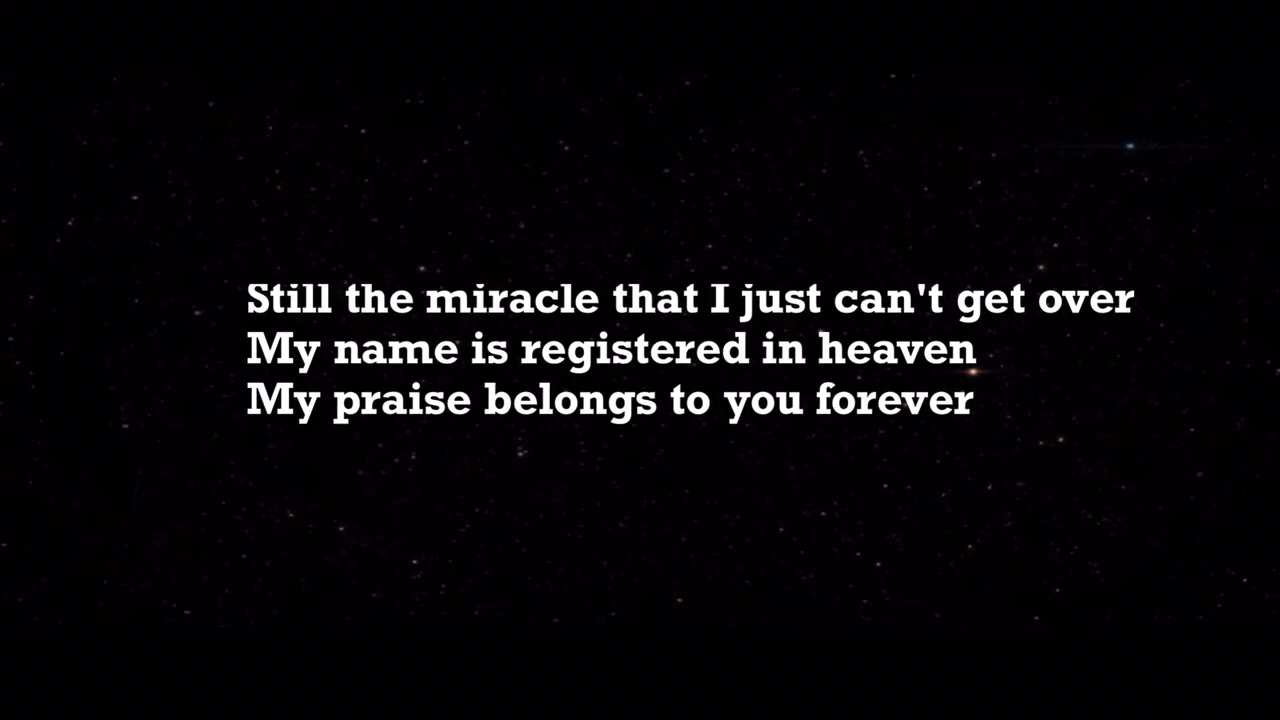 Still the miracle that I just can't get over
My name is registered in heaven
My praise belongs to you forever